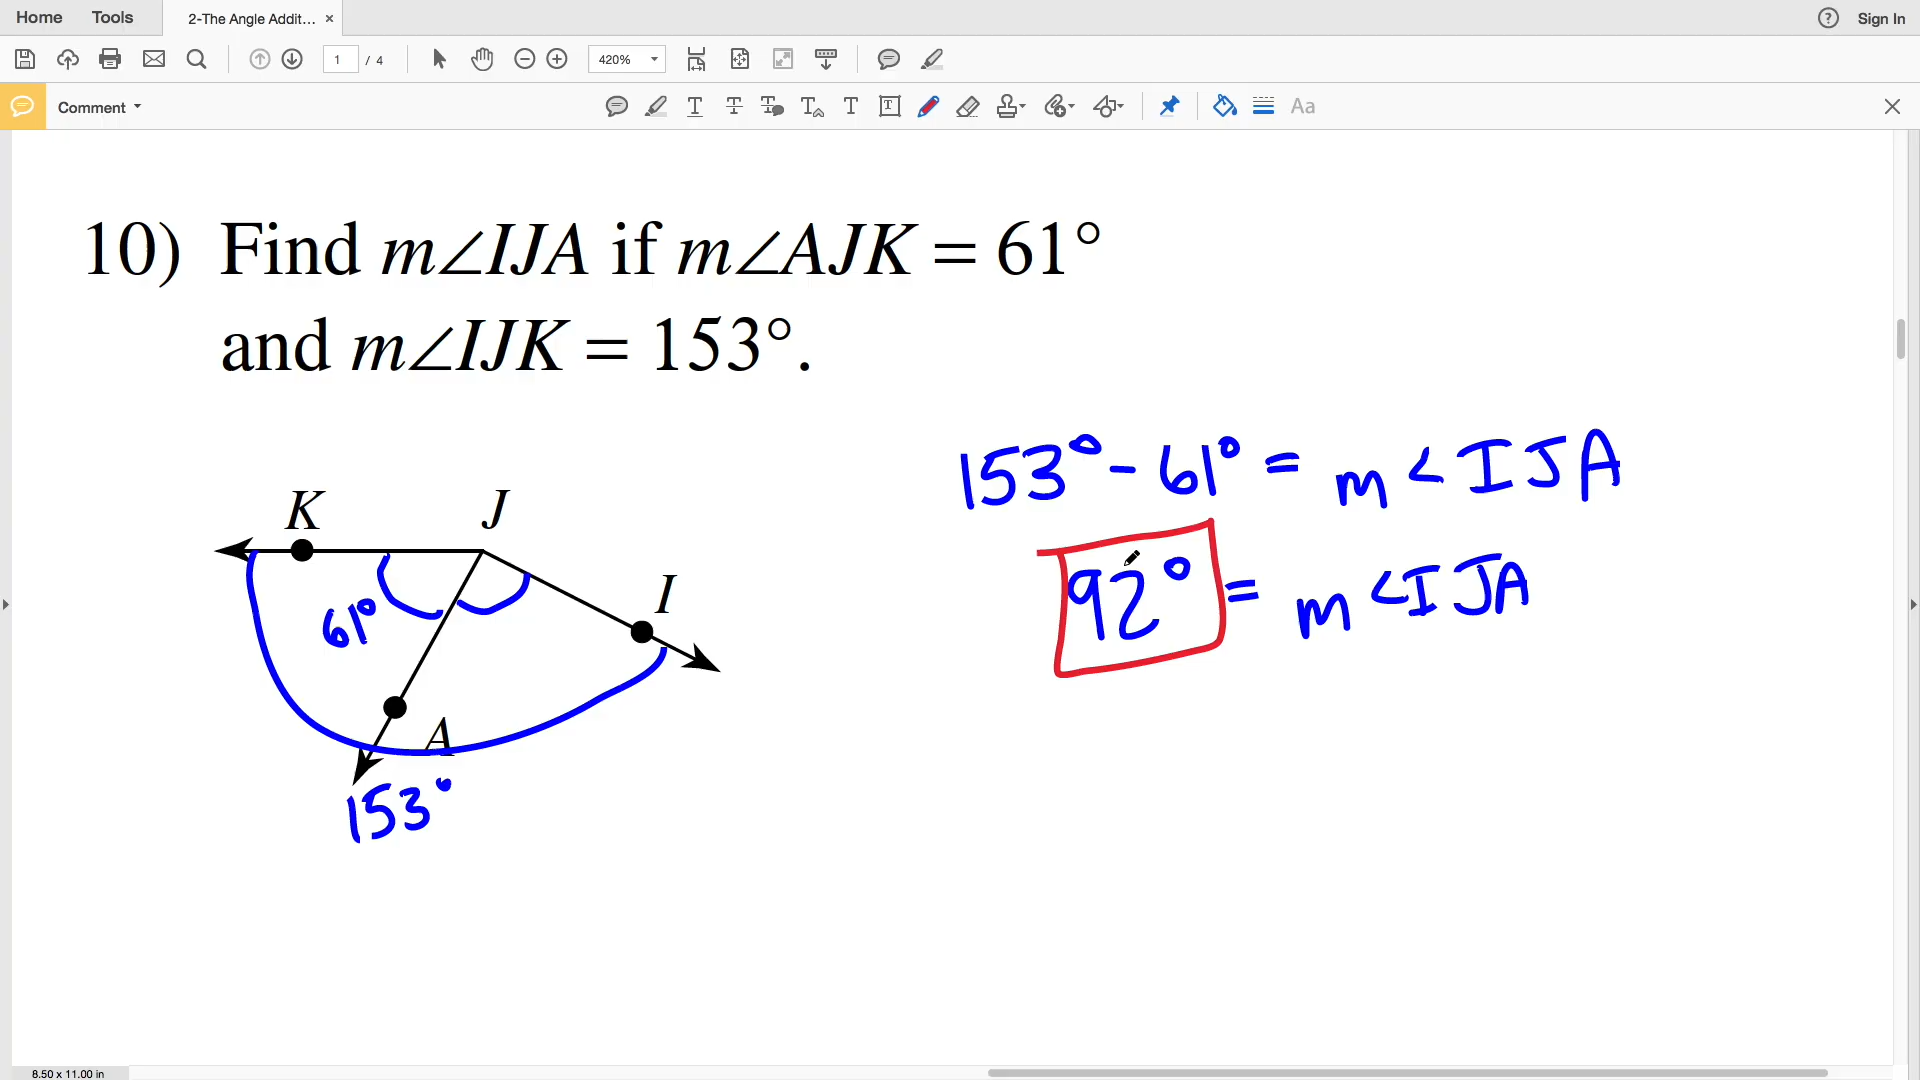 Home Tools 2-The Angle Addit... × ? Sign In
1 / 4 420%
Comment T T T T T T Aa
10) Find m∠IJA if m∠AJK = 61°
and m∠IJK = 153°.
153° - 61° = m<IJA
K J
92° = m<IJA
I
61°
A
153°
8.50 x 11.00 in